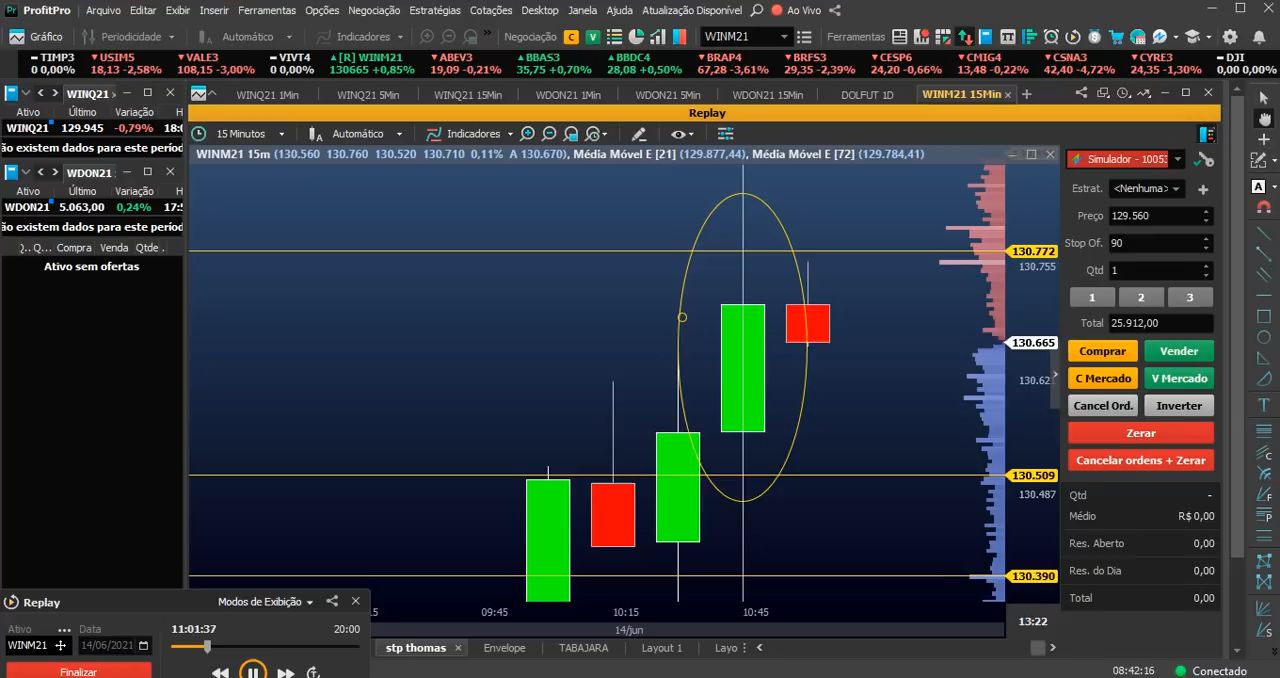 ProfitPro Arquivo Editar Exibir Inserir Ferramentas Opções Negociação Estratégias Cotações Desktop Janela Ajuda Atualização Disponível Ao Vivo
Gráfico Periodicidade Automático Indicadores Negociação C V WINM21 Ferramentas
TIMP3 USIM5 VALE3 VIVT4 [R] WINM21 ABEV3 BBAS3 BBDC4 BRAP4 BRFS3 CESP6 CMIG4 CSNA3 CYRE3 DJI
0,00 0,00% 18,13 -2,58% 108,15 -3,00% 0,00 0,00% 130665 +0,85% 19,09 -0,21% 35,75 +0,70% 28,08 +0,50% 67,28 -3,61% 29,35 -2,39% 24,20 -0,66% 13,48 -0,22% 42,40 -4,72% 24,35 -1,30% 0,00 0,00%
WINQ21
Ativo Último Variação H
WINQ21 129.945 -0,79% 18:0
ão existem dados para este períod
WDON21
Ativo Último Variação H
WDON21 5.063,00 0,24% 17:5
ão existem dados para este períod
Q... Compra Venda Qtde .
Ativo sem ofertas
WINQ21 1Min WINQ21 5Min WINQ21 15Min WDON21 1Min WDON21 5Min WDON21 15Min DOLFUT 1D WINM21 15Min
Replay
15 Minutos Automático Indicadores
WINM21 15m (130.560 130.760 130.520 130.710 0,11% A 130.670), Média Móvel E [21] (129.877,44), Média Móvel E [72] (129.784,41)
130.772
130.755
130.665
130.62
130.509
130.487
130.390
09:45 10:15 10:45
14/jun
13:22
stp thomas Envelope TABAJARA Layout 1 Layo
Simulador - 10053
Estrat. <Nenhuma>
Preço 129.560
Stop Of. 90
Qtd 1
1 2 3
Total 25.912,00
Comprar Vender
C Mercado V Mercado
Cancel Ord. Inverter
Zerar
Cancelar ordens + Zerar
Qtd -
Médio R$ 0,00
Res. Aberto 0,00
Res. do Dia 0,00
Total 0,00
Replay Modos de Exibição
Ativo ... Data 11:01:37 20:00
WINM21 14/06/2021
Finalizar
08:42:16 Conectado